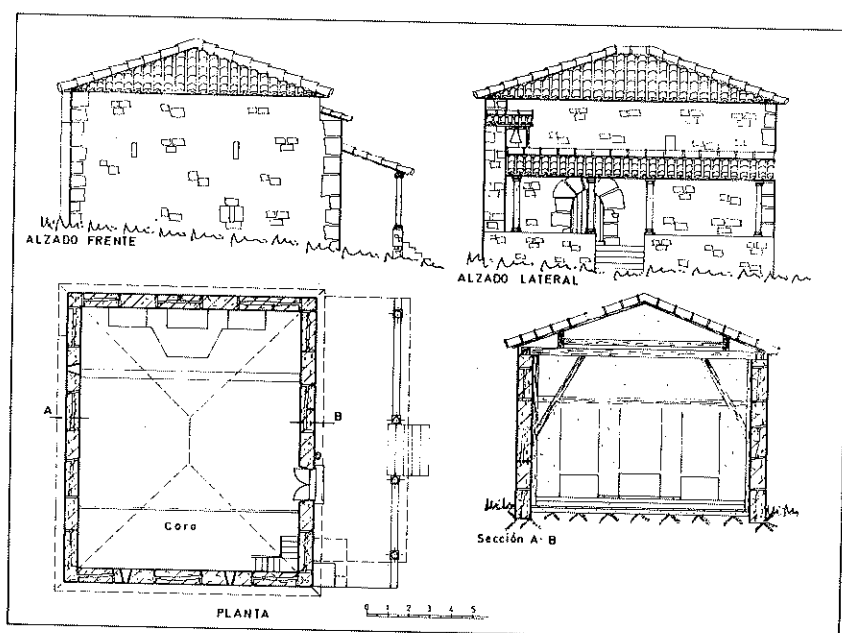 ALZADO FRENTE
ALZADO LATERAL
A
B
Coro
Sección A-B
PLANTA
0 1 2 3 4 5